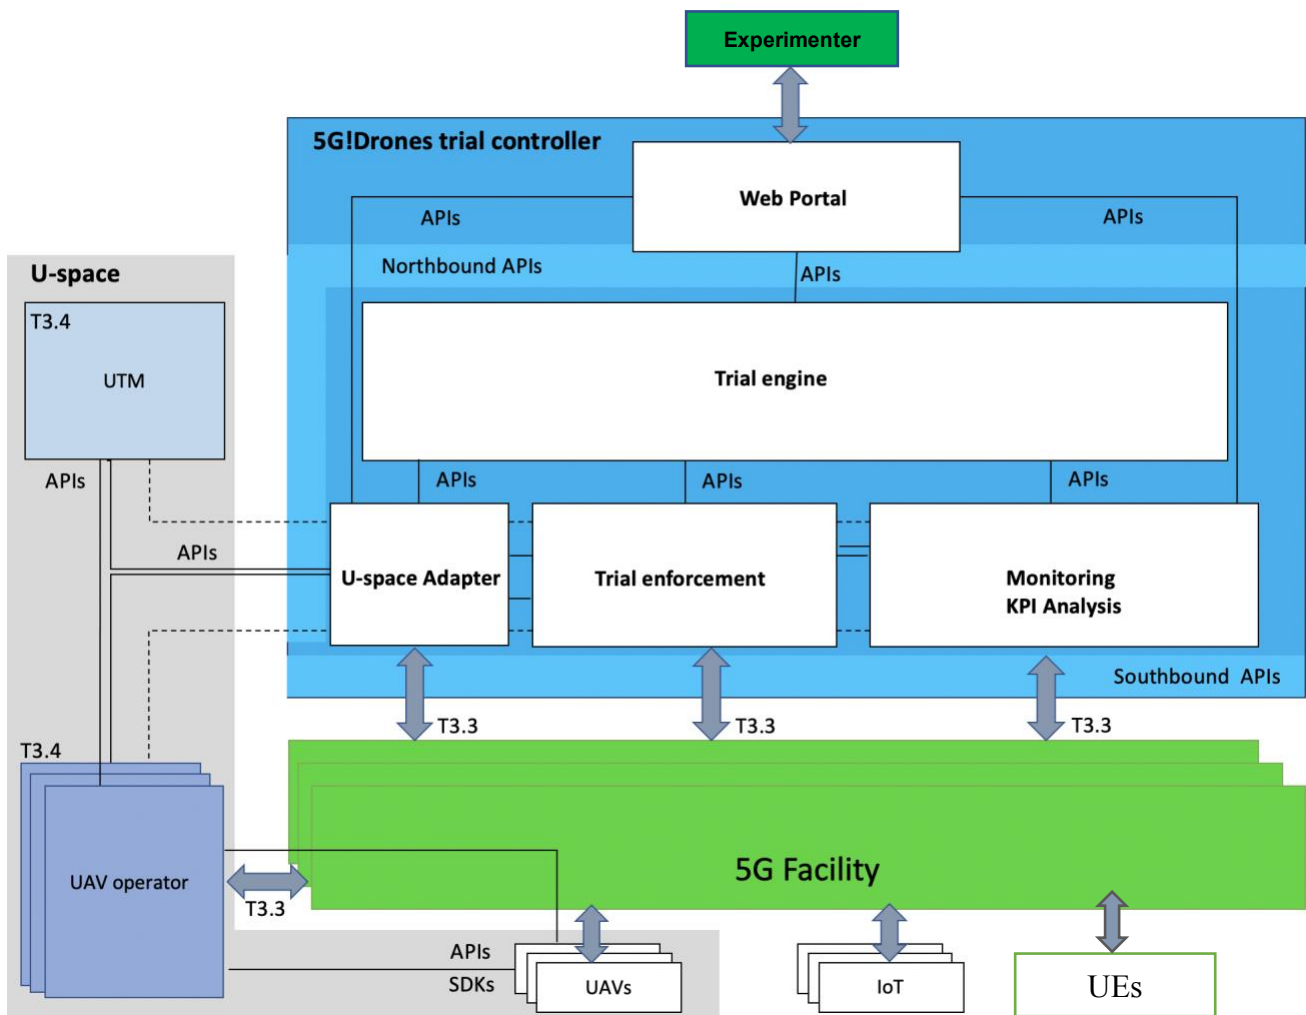 Experimenter
5G!Drones trial controller
Web Portal
APIs
APIs
Northbound APIs
APIs
U-space
T3.4
UTM
Trial engine
APIs
APIs
APIs
APIs
APIs
U-space Adapter
Trial enforcement
Monitoring
KPI Analysis
Southbound APIs
T3.3
T3.3
T3.3
T3.4
UAV operator
T3.3
5G Facility
APIs
SDKs
UAVs
IoT
UEs